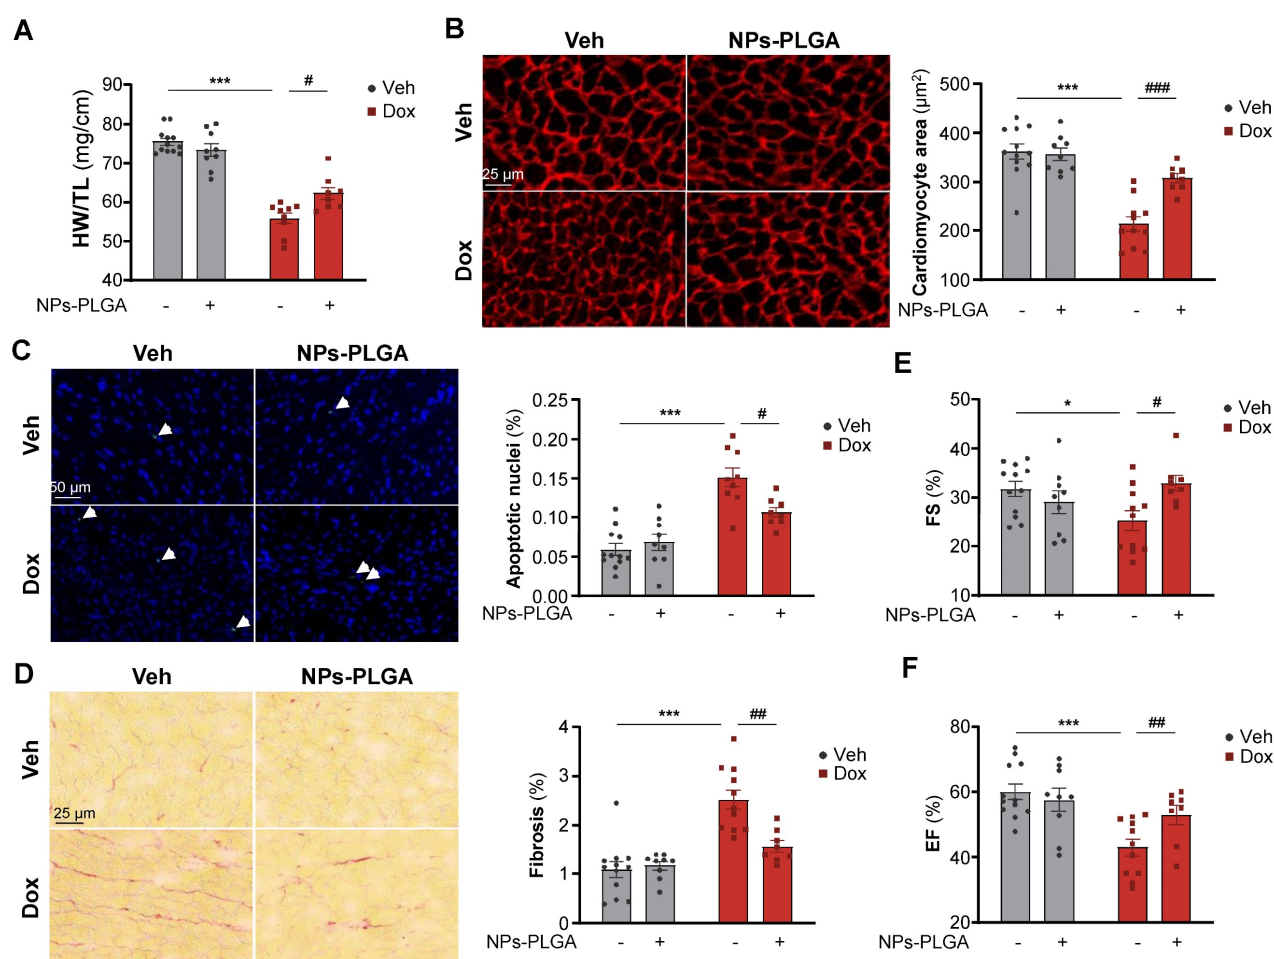 A
HW/TL (mg/cm)
90
80
70
60
50
40
***
#
Veh
Dox
NPs-PLGA - + - +
B
Veh NPs-PLGA
Veh
Dox
25 µm
Cardiomyocyte area (µm²)
500
400
300
200
100
***
###
Veh
Dox
NPs-PLGA - + - +
C
Veh NPs-PLGA
Veh
Dox
50 µm
Apoptotic nuclei (%)
0.25
0.20
0.15
0.10
0.05
0.00
***
#
Veh
Dox
NPs-PLGA - + - +
E
FS (%)
50
40
30
20
10
*
#
Veh
Dox
NPs-PLGA - + - +
D
Veh NPs-PLGA
Veh
Dox
25 µm
Fibrosis (%)
4
3
2
1
0
***
##
Veh
Dox
NPs-PLGA - + - +
F
EF (%)
80
60
40
20
***
##
Veh
Dox
NPs-PLGA - + - +